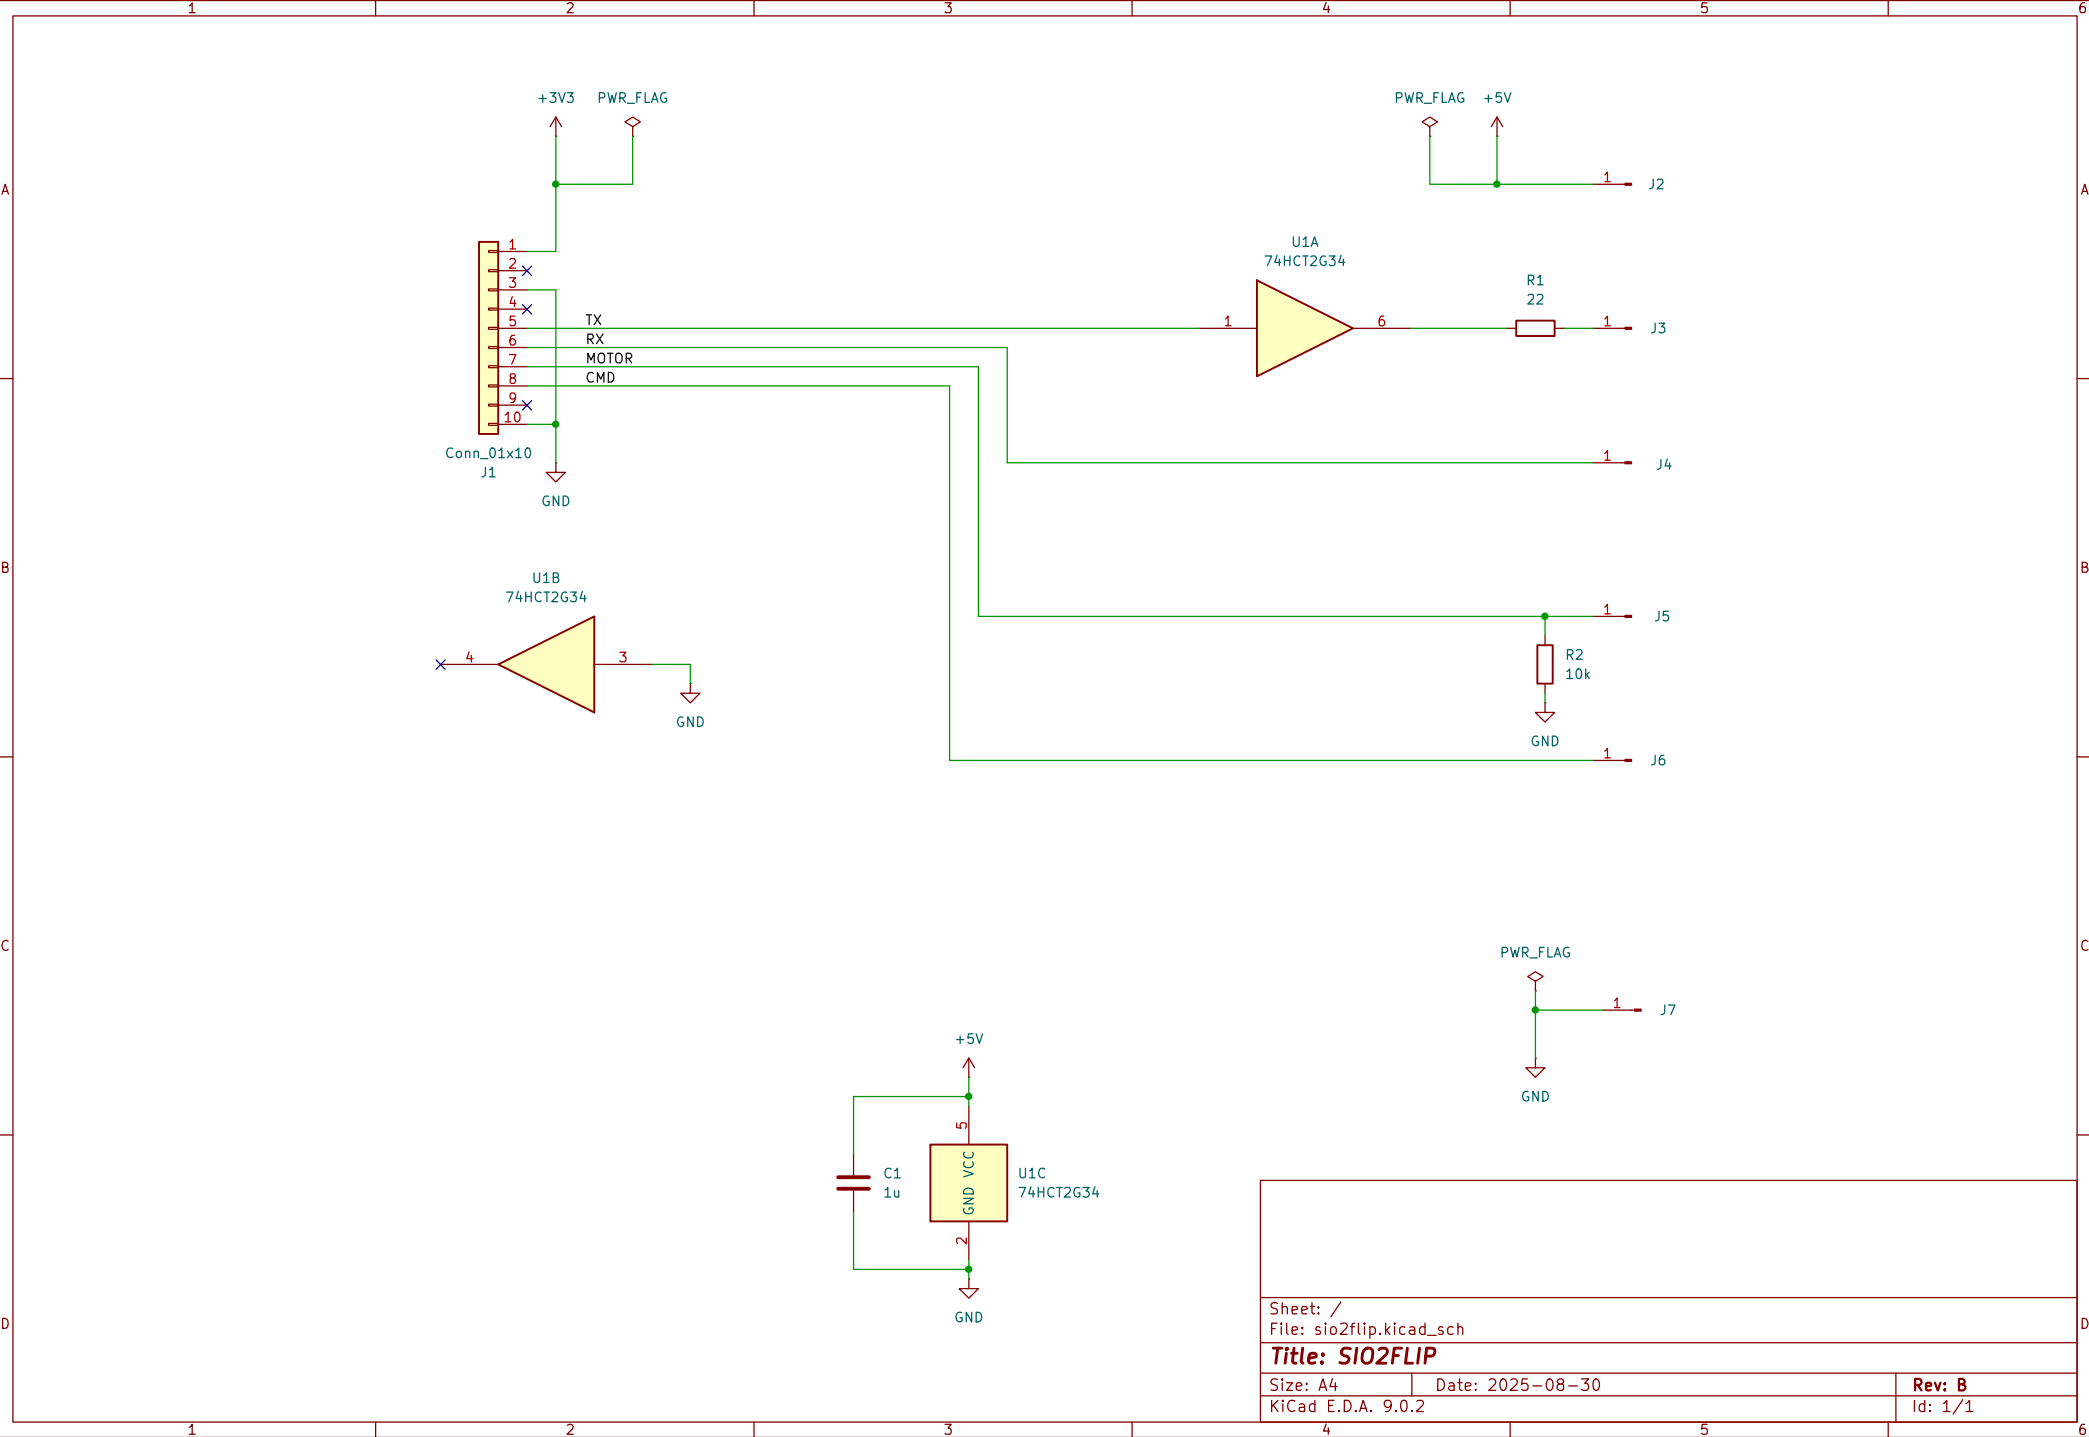 1 2 3 4 5 6
+3V3 PWR_FLAG
PWR_FLAG +5V
A A
1 J2
U1A
74HCT2G34
1 6
R1
22
1 J3
1
2
3
4
5 TX
6 RX
7 MOTOR
8 CMD
9
10
Conn_01x10
J1
GND
1 J4
B B
U1B
74HCT2G34
4 3
GND
1 J5
R2
10k
GND
1 J6
C C
PWR_FLAG
1 J7
GND
+5V
5
C1
1u
GND VCC
U1C
74HCT2G34
2
GND
D D
Sheet: /
File: sio2flip.kicad_sch
Title: SIO2FLIP
Size: A4 Date: 2025-08-30 Rev: B
KiCad E.D.A. 9.0.2 Id: 1/1
1 2 3 4 5 6